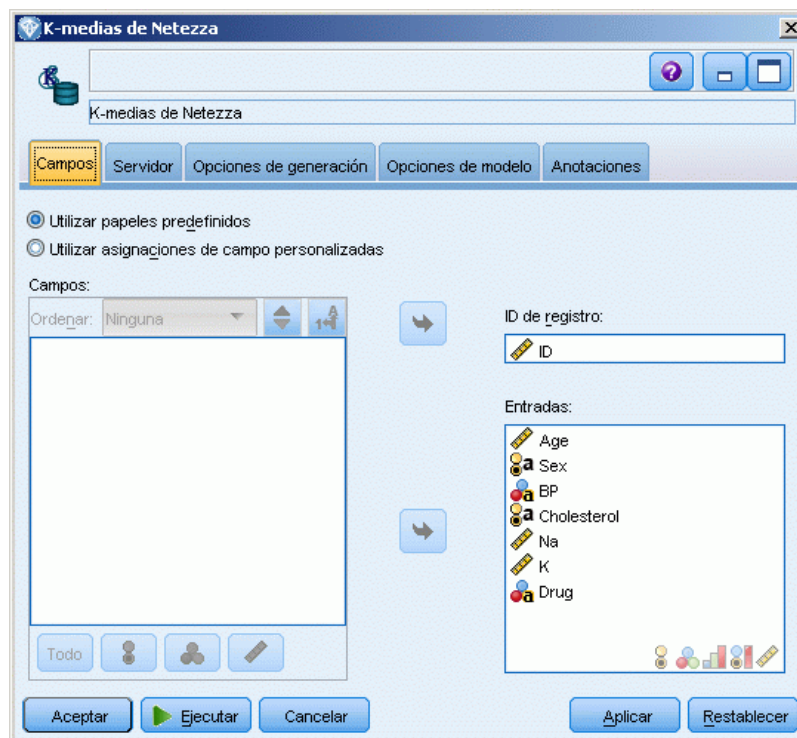 K-medias de Netezza
K-medias de Netezza
Campos Servidor Opciones de generación Opciones de modelo Anotaciones
Utilizar papeles predefinidos
Utilizar asignaciones de campo personalizadas
Campos:
Ordenar: Ninguna
ID de registro:
ID
Entradas:
Age
Sex
BP
Cholesterol
Na
K
Drug
Todo
Aceptar Ejecutar Cancelar Aplicar Restablecer